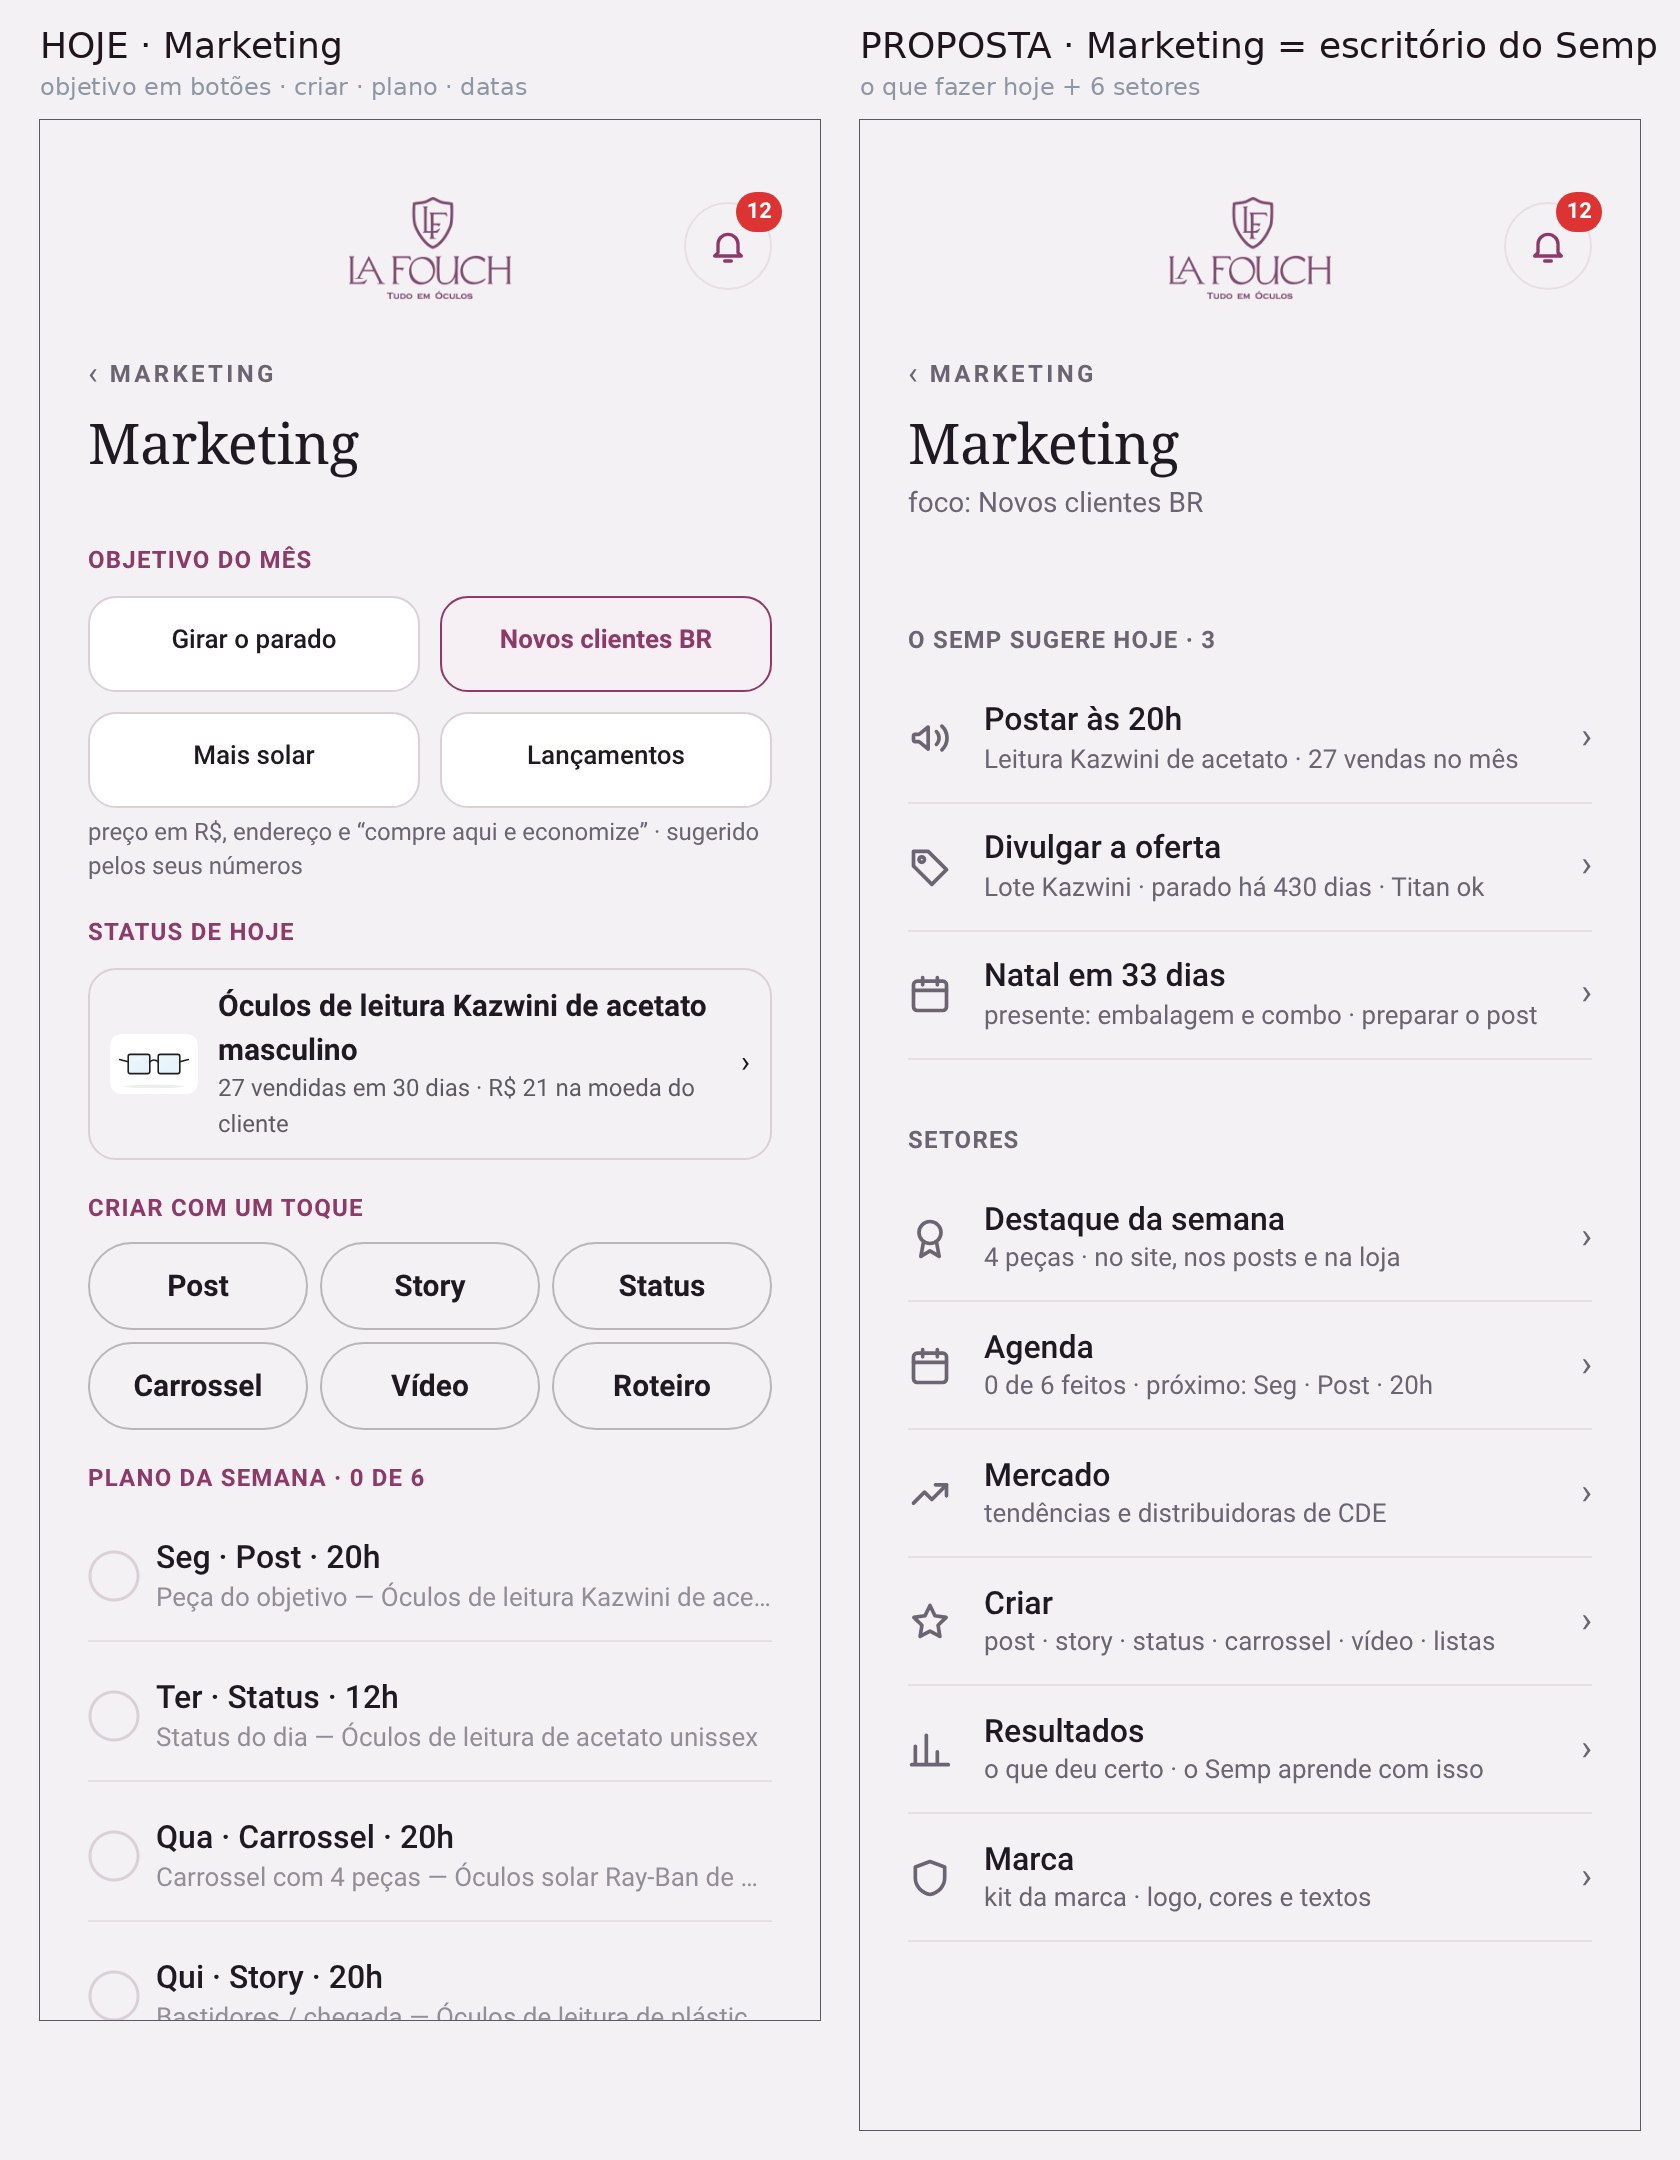 HOJE · Marketing
objetivo em botões · criar · plano · datas
LF
LA FOUCH
TUDO EM ÓCULOS
12
‹ MARKETING
Marketing
OBJETIVO DO MÊS
Girar o parado
Novos clientes BR
Mais solar
Lançamentos
preço em R$, endereço e “compre aqui e economize” · sugerido
pelos seus números
STATUS DE HOJE
Óculos de leitura Kazwini de acetato
masculino
27 vendidas em 30 dias · R$ 21 na moeda do
cliente
›
CRIAR COM UM TOQUE
Post
Story
Status
Carrossel
Vídeo
Roteiro
PLANO DA SEMANA · 0 DE 6
Seg · Post · 20h
Peça do objetivo — Óculos de leitura Kazwini de ace…
Ter · Status · 12h
Status do dia — Óculos de leitura de acetato unissex
Qua · Carrossel · 20h
Carrossel com 4 peças — Óculos solar Ray-Ban de …
Qui · Story · 20h
Bastidores / chegada — Óculos de leitura de plástic…
PROPOSTA · Marketing = escritório do Semp
o que fazer hoje + 6 setores
LF
LA FOUCH
TUDO EM ÓCULOS
12
‹ MARKETING
Marketing
foco: Novos clientes BR
O SEMP SUGERE HOJE · 3
Postar às 20h
Leitura Kazwini de acetato · 27 vendas no mês
›
Divulgar a oferta
Lote Kazwini · parado há 430 dias · Titan ok
›
Natal em 33 dias
presente: embalagem e combo · preparar o post
›
SETORES
Destaque da semana
4 peças · no site, nos posts e na loja
›
Agenda
0 de 6 feitos · próximo: Seg · Post · 20h
›
Mercado
tendências e distribuidoras de CDE
›
Criar
post · story · status · carrossel · vídeo · listas
›
Resultados
o que deu certo · o Semp aprende com isso
›
Marca
kit da marca · logo, cores e textos
›